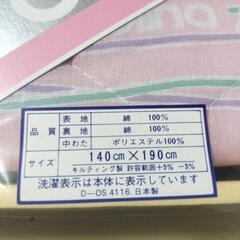 品質 表地 綿 100%
裏地 綿 100%
中わた ポリエステル100%
サイズ 140cm×190cm
キルティング製 許容範囲+5% −3%
洗濯表示は本体に表示しています
D−OS 4116 日本製